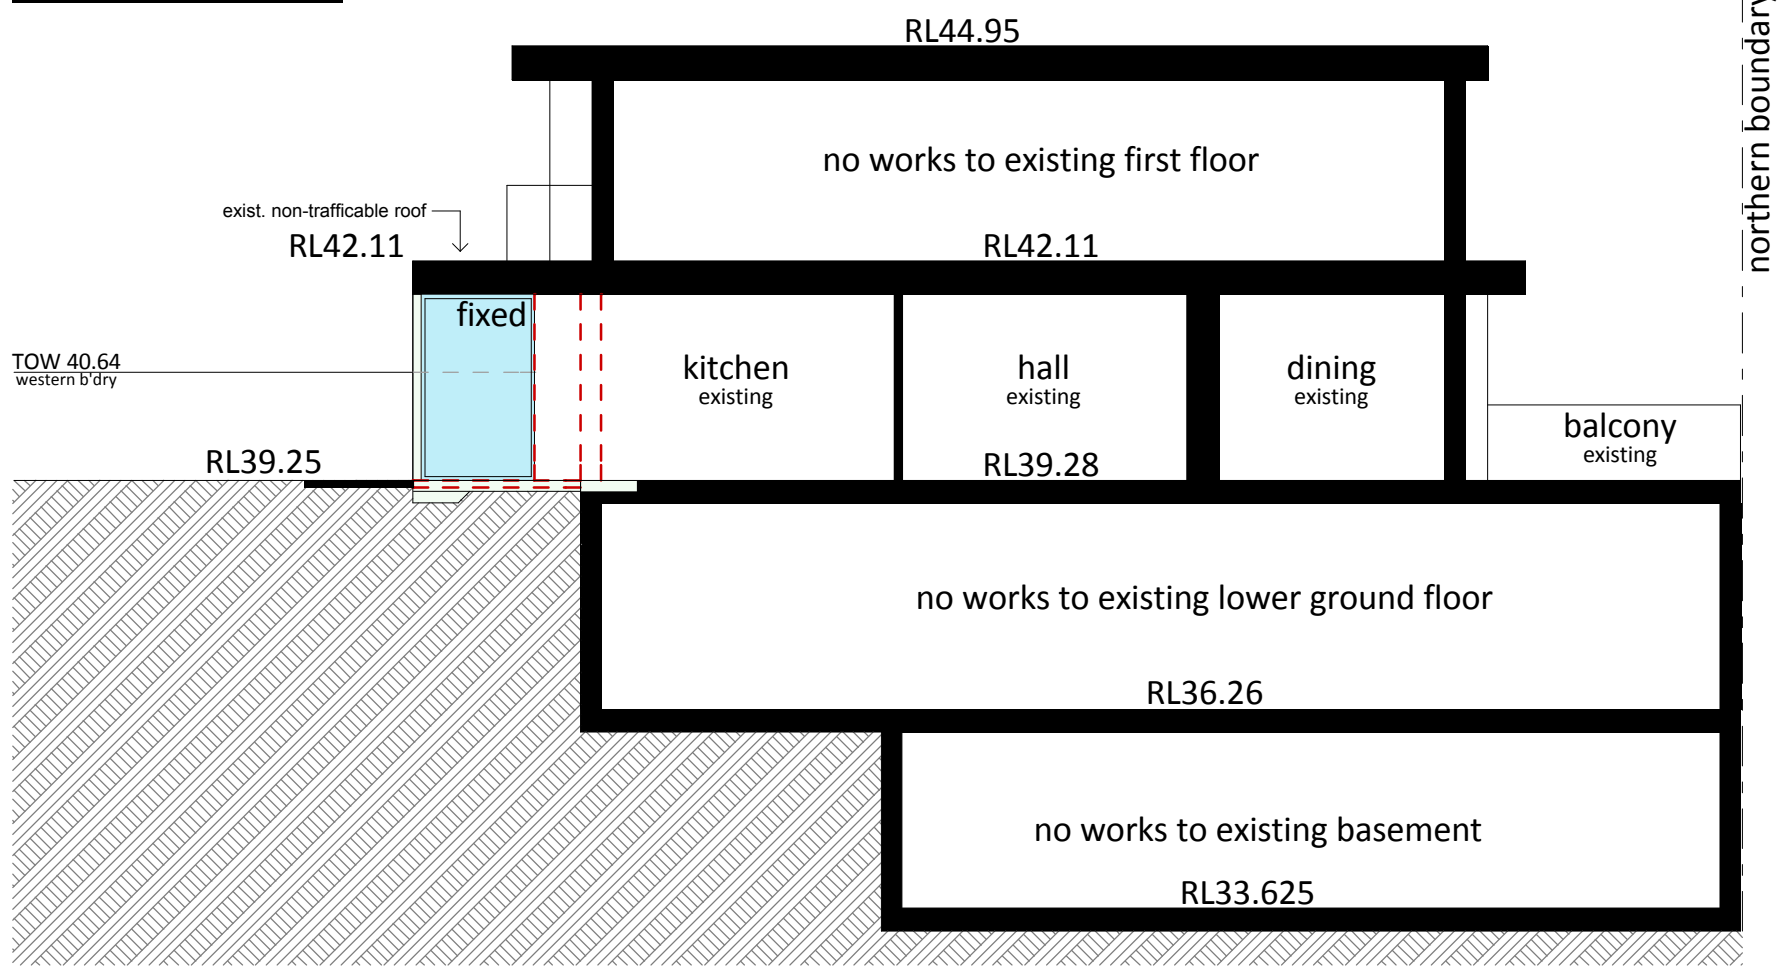 RL44.95
northern boundary
no works to existing first floor
exist. non-trafficable roof
RL42.11
RL42.11
fixed
TOW 40.64
western b'dry
kitchen
existing
hall
existing
dining
existing
balcony
existing
RL39.25
RL39.28
no works to existing lower ground floor
RL36.26
no works to existing basement
RL33.625